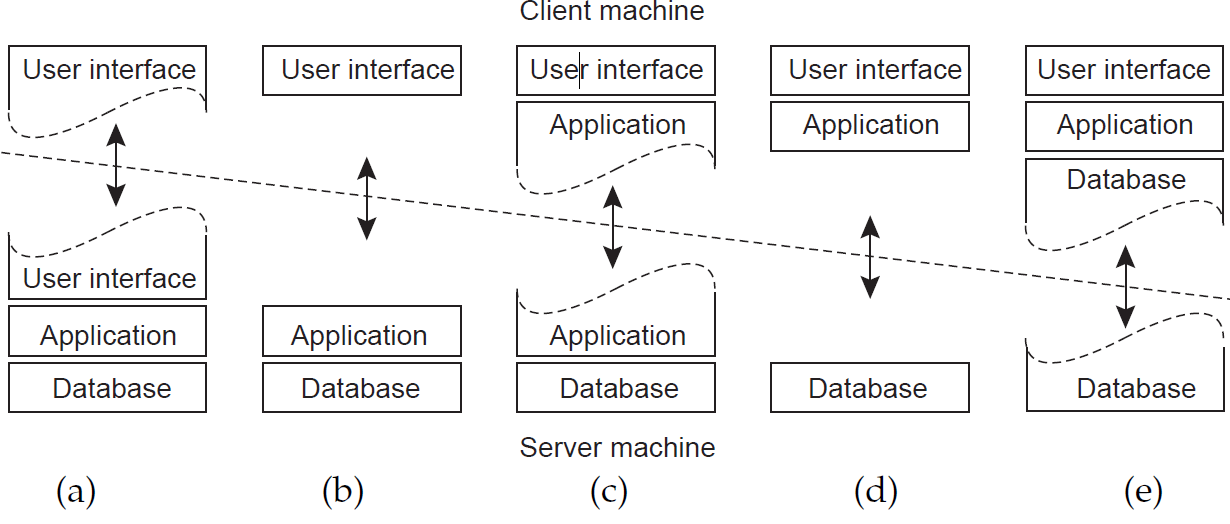 Client machine
User interface
User interface
User interface
User interface
User interface
Application
Application
Application
Database
User interface
Application
Application
Application
Database
Database
Database
Database
Database
Server machine
(a)
(b)
(c)
(d)
(e)